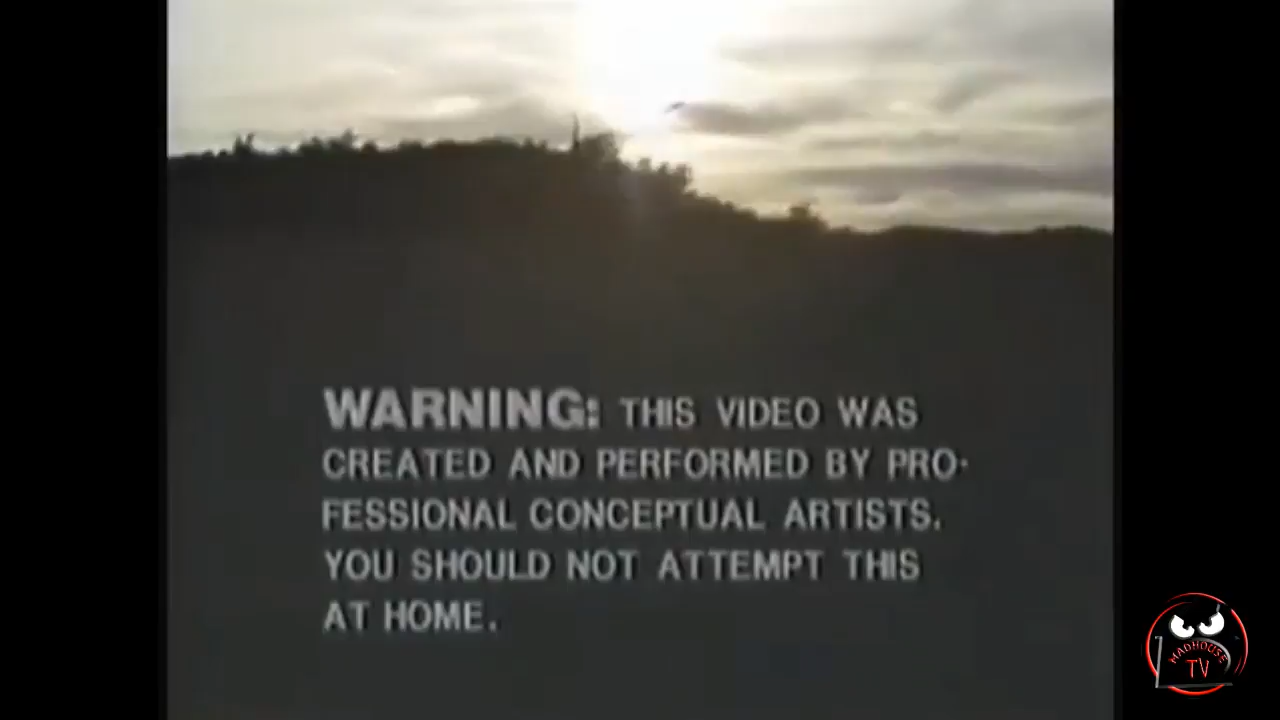 WARNING: THIS VIDEO WAS
CREATED AND PERFORMED BY PRO-
FESSIONAL CONCEPTUAL ARTISTS.
YOU SHOULD NOT ATTEMPT THIS
AT HOME.
MADHOUSE
TV